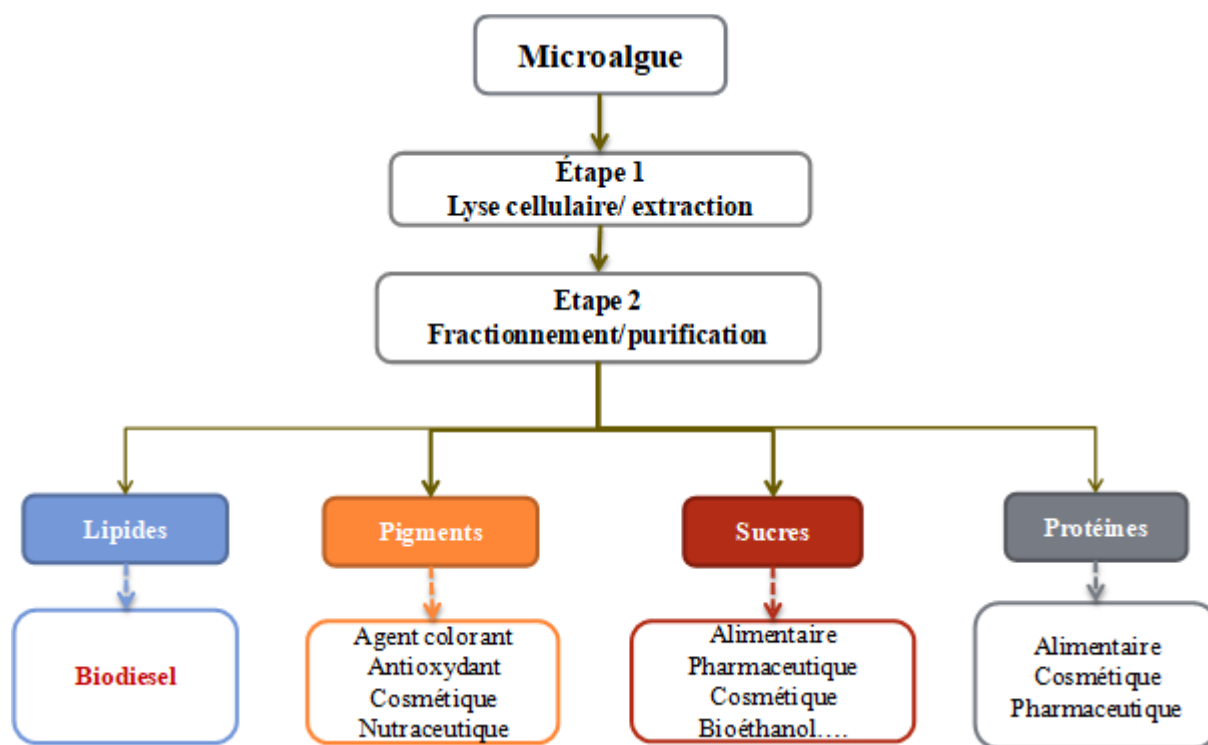 Microalgue
Étape 1
Lyse cellulaire/ extraction
Etape 2
Fractionnement/purification
Lipides
Pigments
Sucres
Protéines
Biodiesel
Agent colorant
Antioxydant
Cosmétique
Nutraceutique
Alimentaire
Pharmaceutique
Cosmétique
Bioéthanol….
Alimentaire
Cosmétique
Pharmaceutique